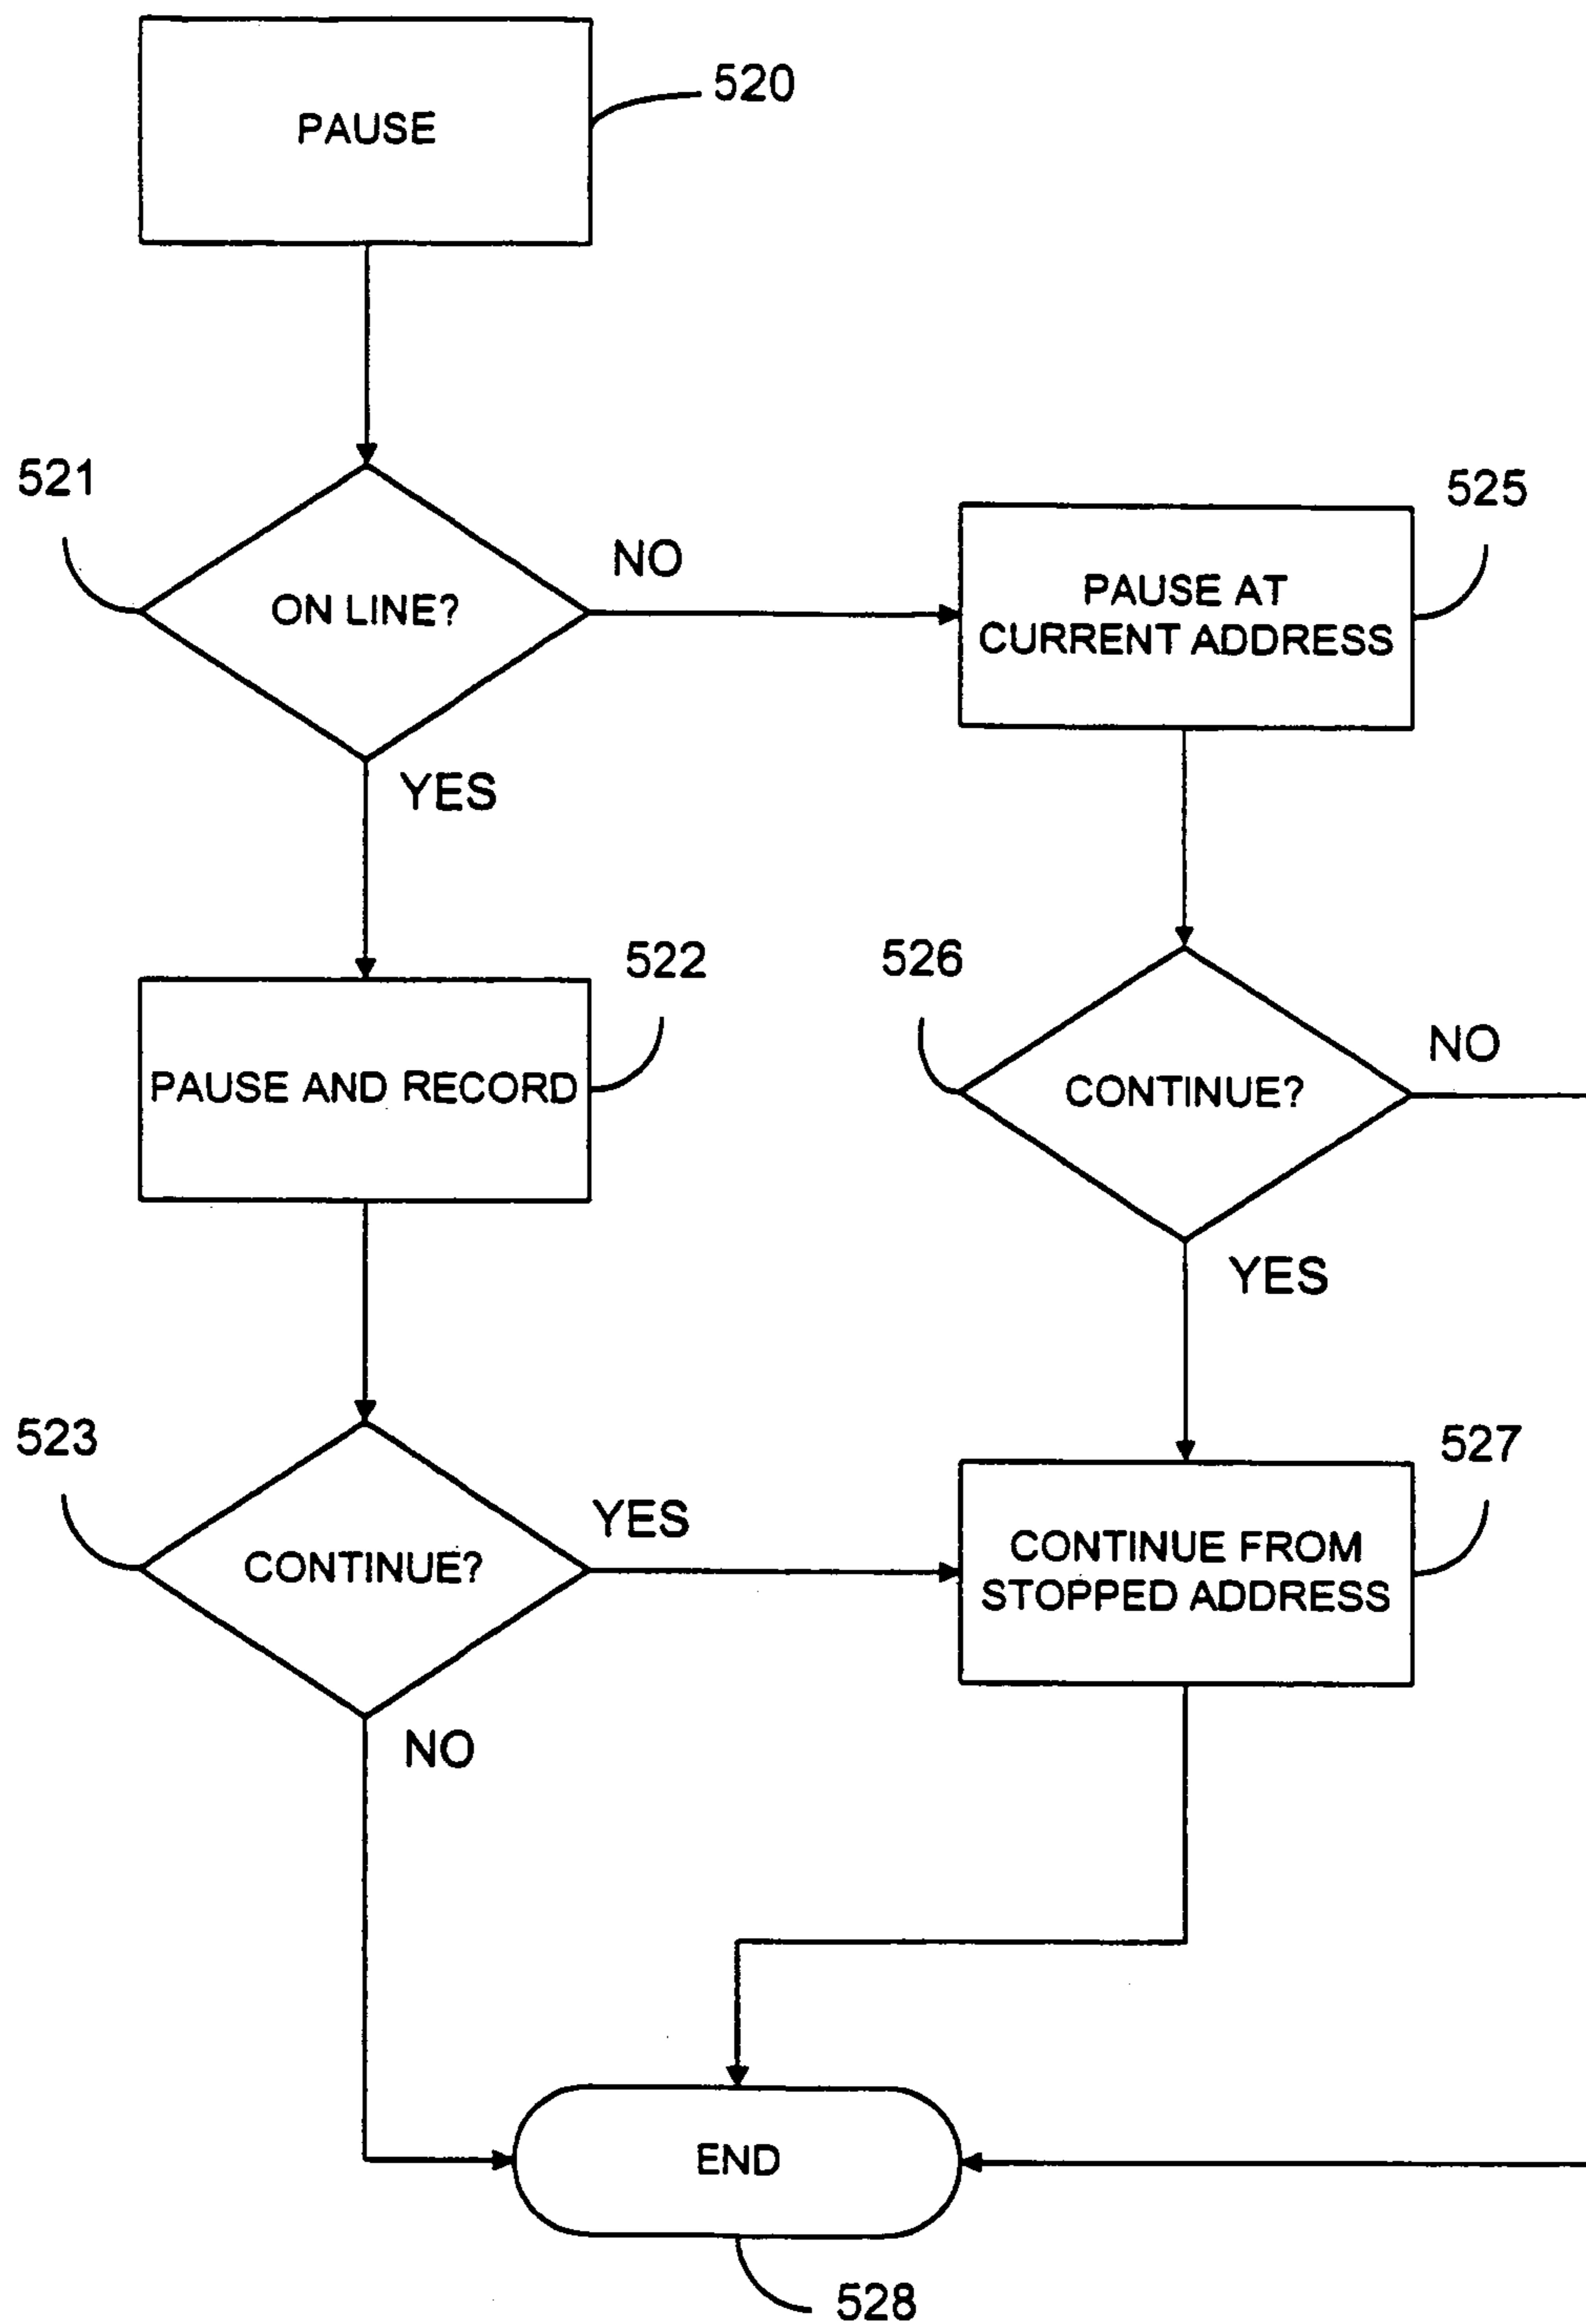 PAUSE
520
521
ON LINE?
NO
YES
525
PAUSE AT
CURRENT ADDRESS
522
PAUSE AND RECORD
526
CONTINUE?
NO
YES
523
CONTINUE?
YES
NO
527
CONTINUE FROM
STOPPED ADDRESS
END
528